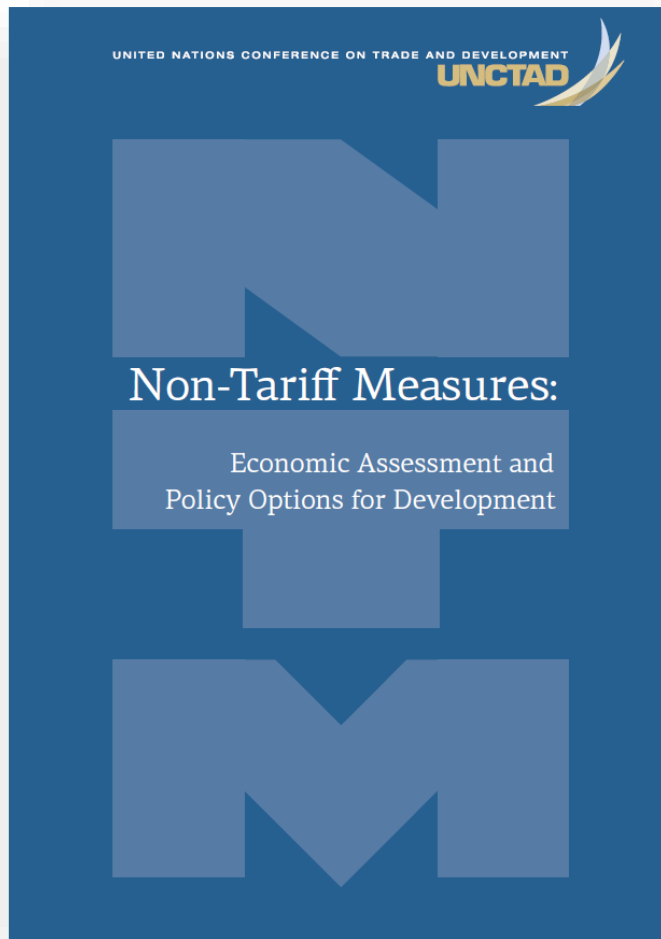 UNITED NATIONS CONFERENCE ON TRADE AND DEVELOPMENT
UNCTAD
N
Non-Tariff Measures:
T
Economic Assessment and
Policy Options for Development
M